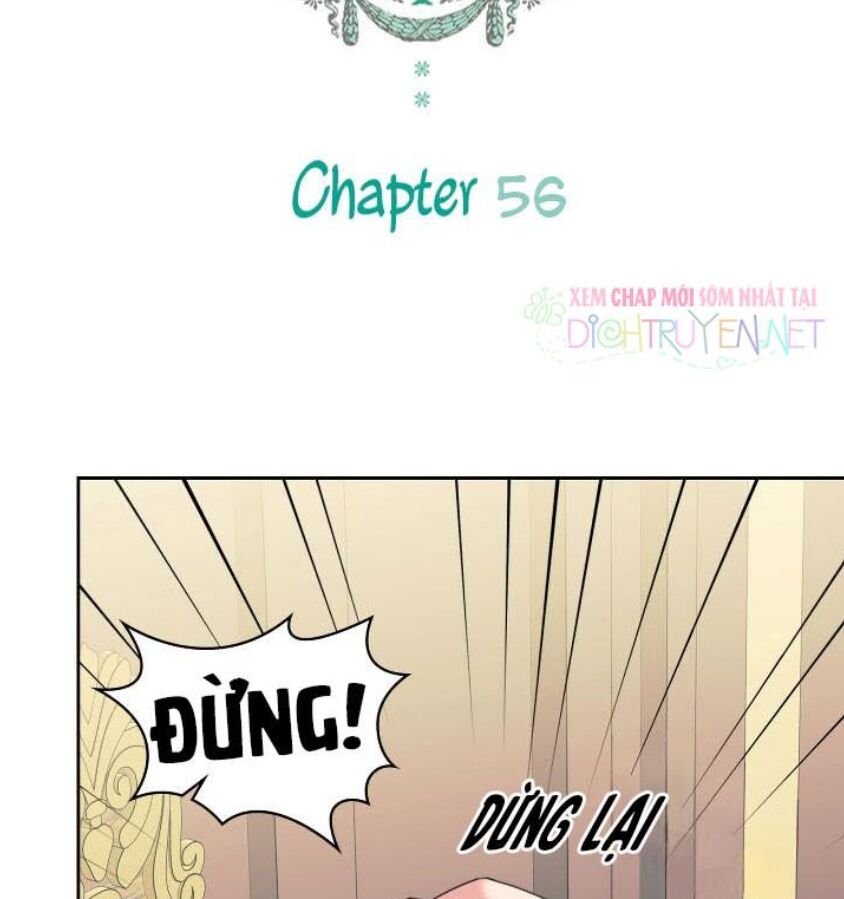 Chapter 56
XEM CHAP MỚI SỚM NHẤT TẠI
DICHTRUYEN.NET
ĐỪNG!
DỪNG LẠI